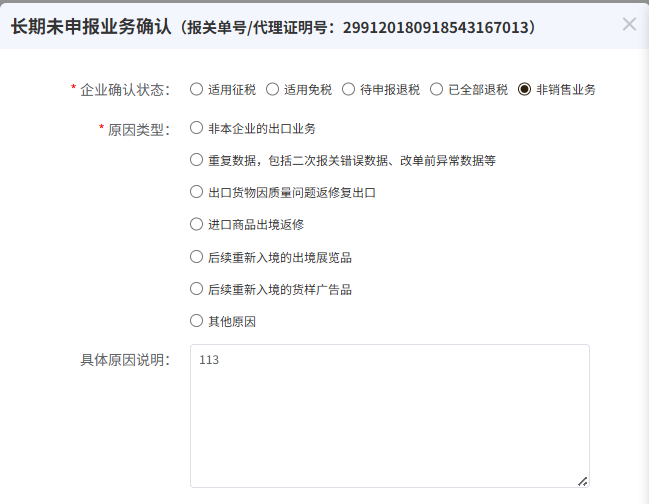 长期未申报业务确认（报关单号/代理证明号：299120180918543167013）
* 企业确认状态： 适用征税 适用免税 待申报退税 已全部退税 非销售业务
* 原因类型： 非本企业的出口业务
重复数据，包括二次报关错误数据、改单前异常数据等
出口货物因质量问题返修复出口
进口商品出境返修
后续重新入境的出境展览品
后续重新入境的货样广告品
其他原因
具体原因说明： 113